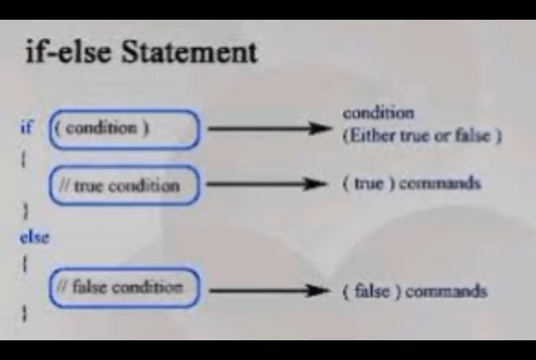 if-else Statement
if ( condition )
condition
(Either true or false )
{
// true condition
( true ) commands
}
else
{
// false condition
( false ) commands
}